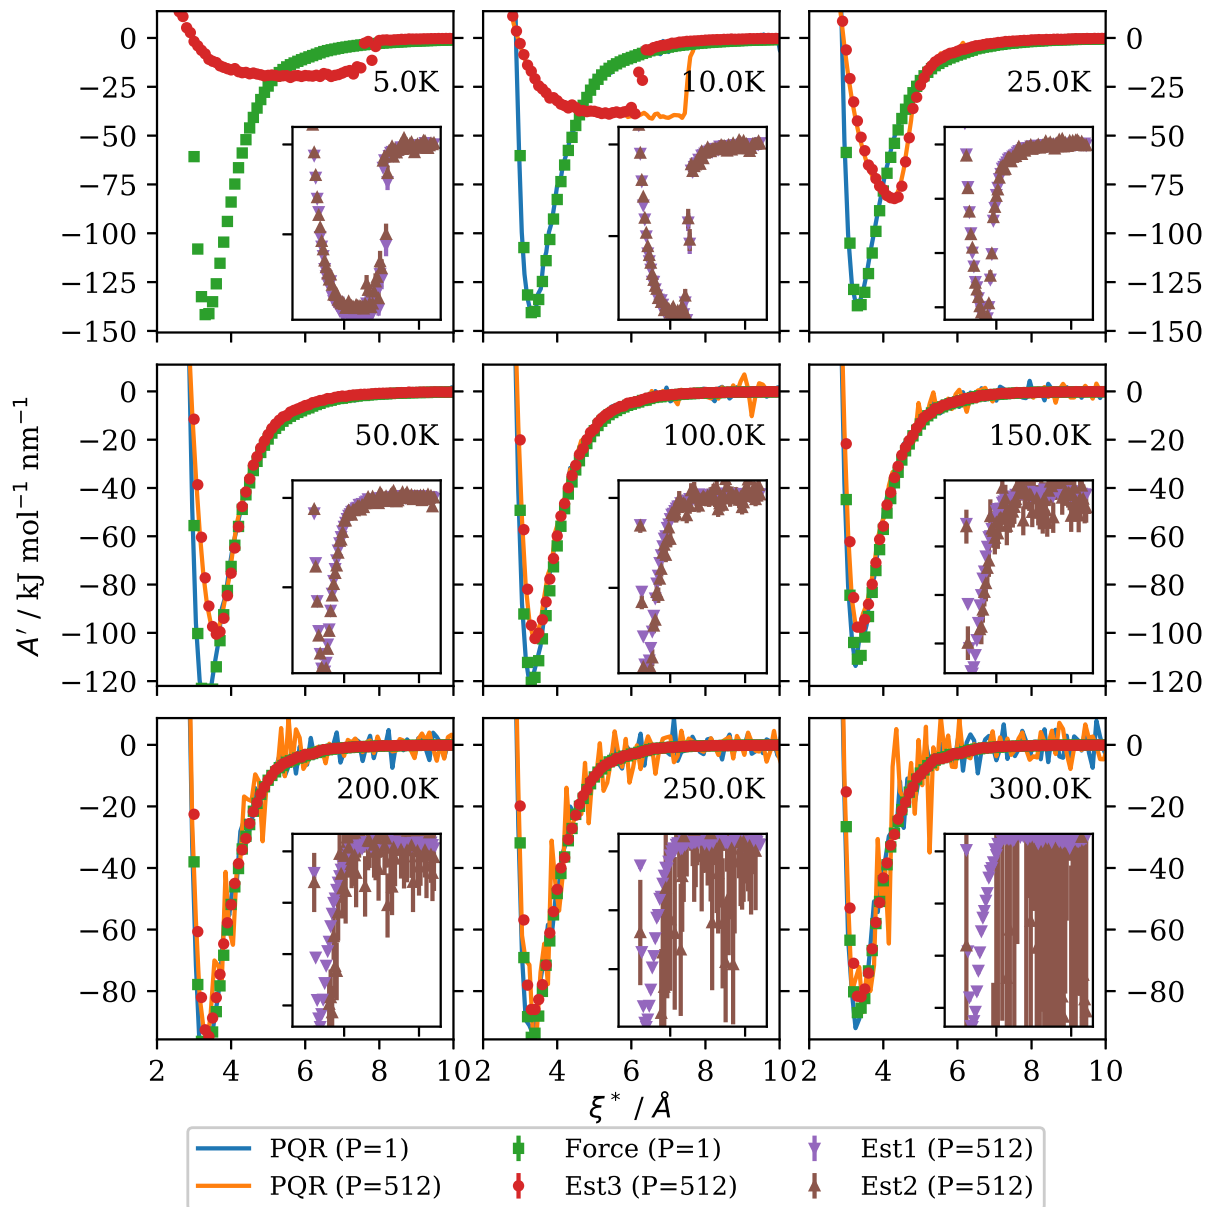 0 0
−25 −25
5.0K 10.0K 25.0K
−50 −50
−75 −75
−100 −100
−125 −125
−150 −150
0 0
−20 −20
50.0K 100.0K 150.0K
−40 −40
−60 −60
−80 −80
−100 −100
−120 −120
A′ / kJ mol⁻¹ nm⁻¹
0 0
200.0K 250.0K 300.0K
−20 −20
−40 −40
−60 −60
−80 −80
2 4 6 8 10 2 4 6 8 10 2 4 6 8 10
ξ* / Å
PQR (P=1) Force (P=1) Est1 (P=512)
PQR (P=512) Est3 (P=512) Est2 (P=512)